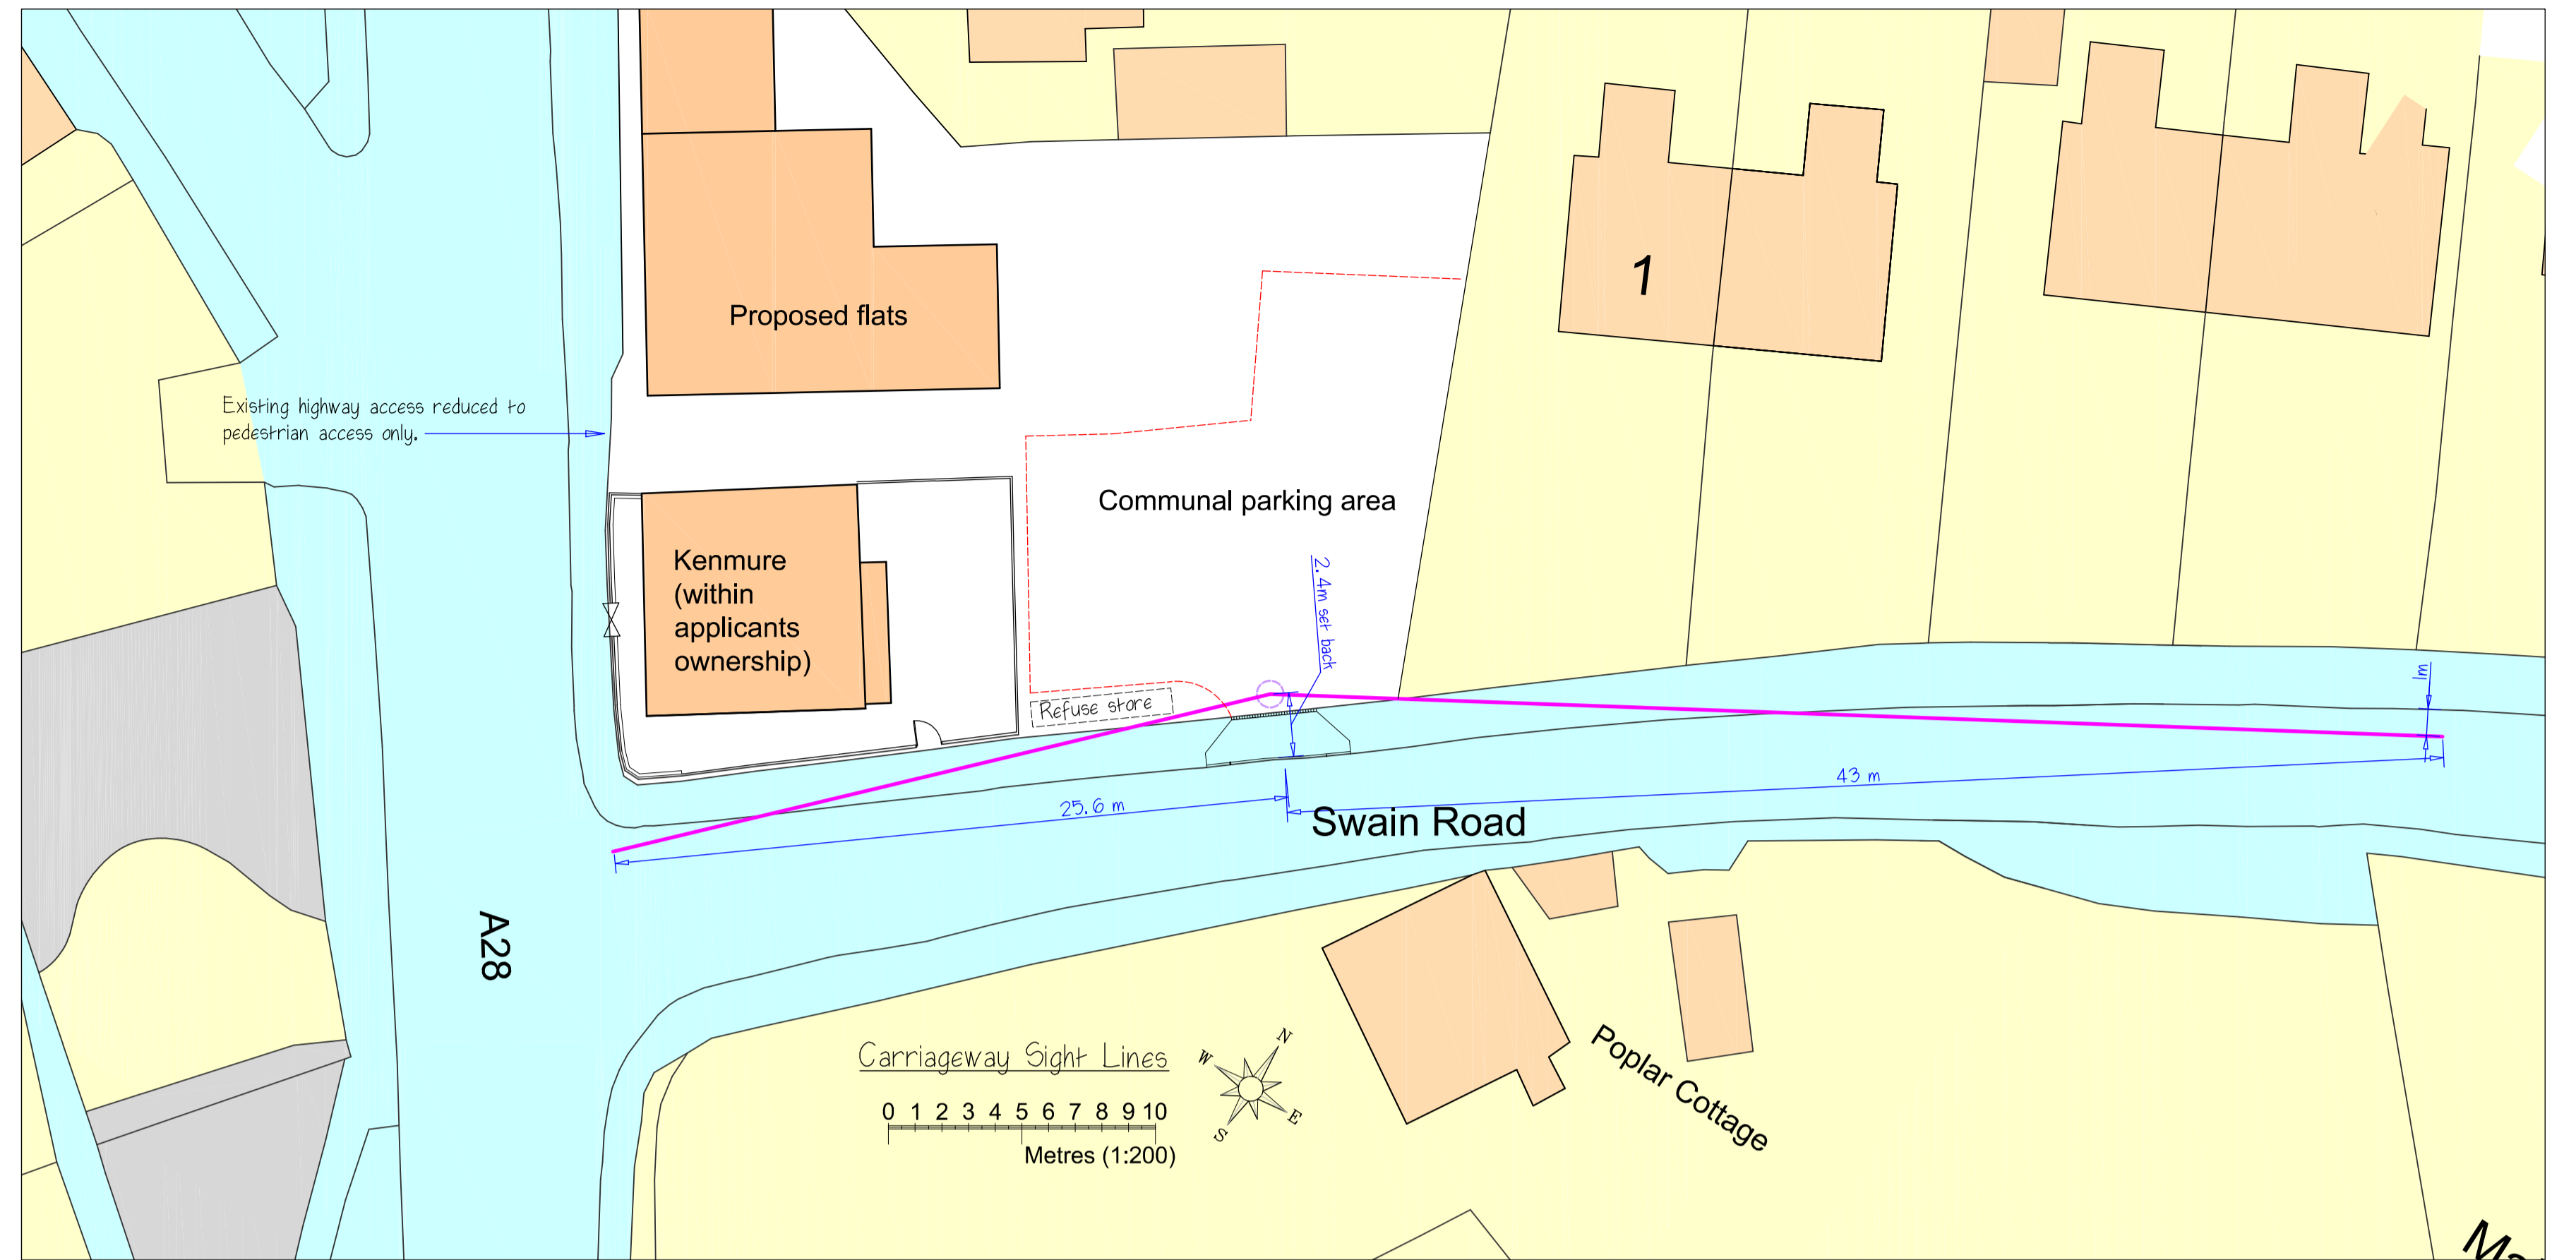 1
Proposed flats
Existing highway access reduced to
pedestrian access only.
Communal parking area
Kenmure
(within
applicants
ownership)
2.4m set back
Refuse store
1m
43 m
25.6 m
Swain Road
A28
Poplar Cottage
Carriageway Sight Lines
N
W
E
S
0 1 2 3 4 5 6 7 8 9 10
Metres (1:200)